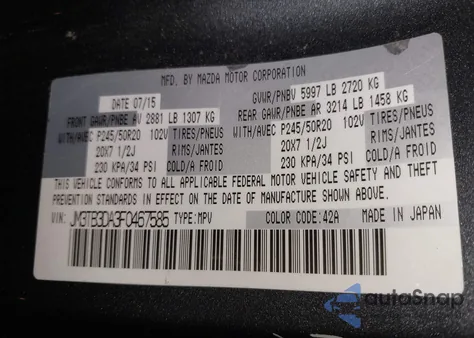 MFD. BY MAZDA MOTOR CORPORATION
DATE 07/15
GVWR/PNBV 5997 LB 2720 KG
FRONT GAWR/PNBE AV 2881 LB 1307 KG
REAR GAWR/PNBE AR 3214 LB 1458 KG
WITH/AVEC P245/50R20 102V TIRES/PNEUS
WITH/AVEC P245/50R20 102V TIRES/PNEUS
20X7 1/2J RIMS/JANTES
20X7 1/2J RIMS/JANTES
230 KPA/34 PSI COLD/A FROID
230 KPA/34 PSI COLD/A FROID
THIS VEHICLE CONFORMS TO ALL APPLICABLE FEDERAL MOTOR VEHICLE SAFETY AND THEFT
PREVENTION STANDARDS IN EFFECT ON THE DATE OF MANUFACTURE SHOWN ABOVE.
VIN: JM3TB3DA3F0467585 TYPE: MPV COLOR CODE: 42A MADE IN JAPAN
autoSnap